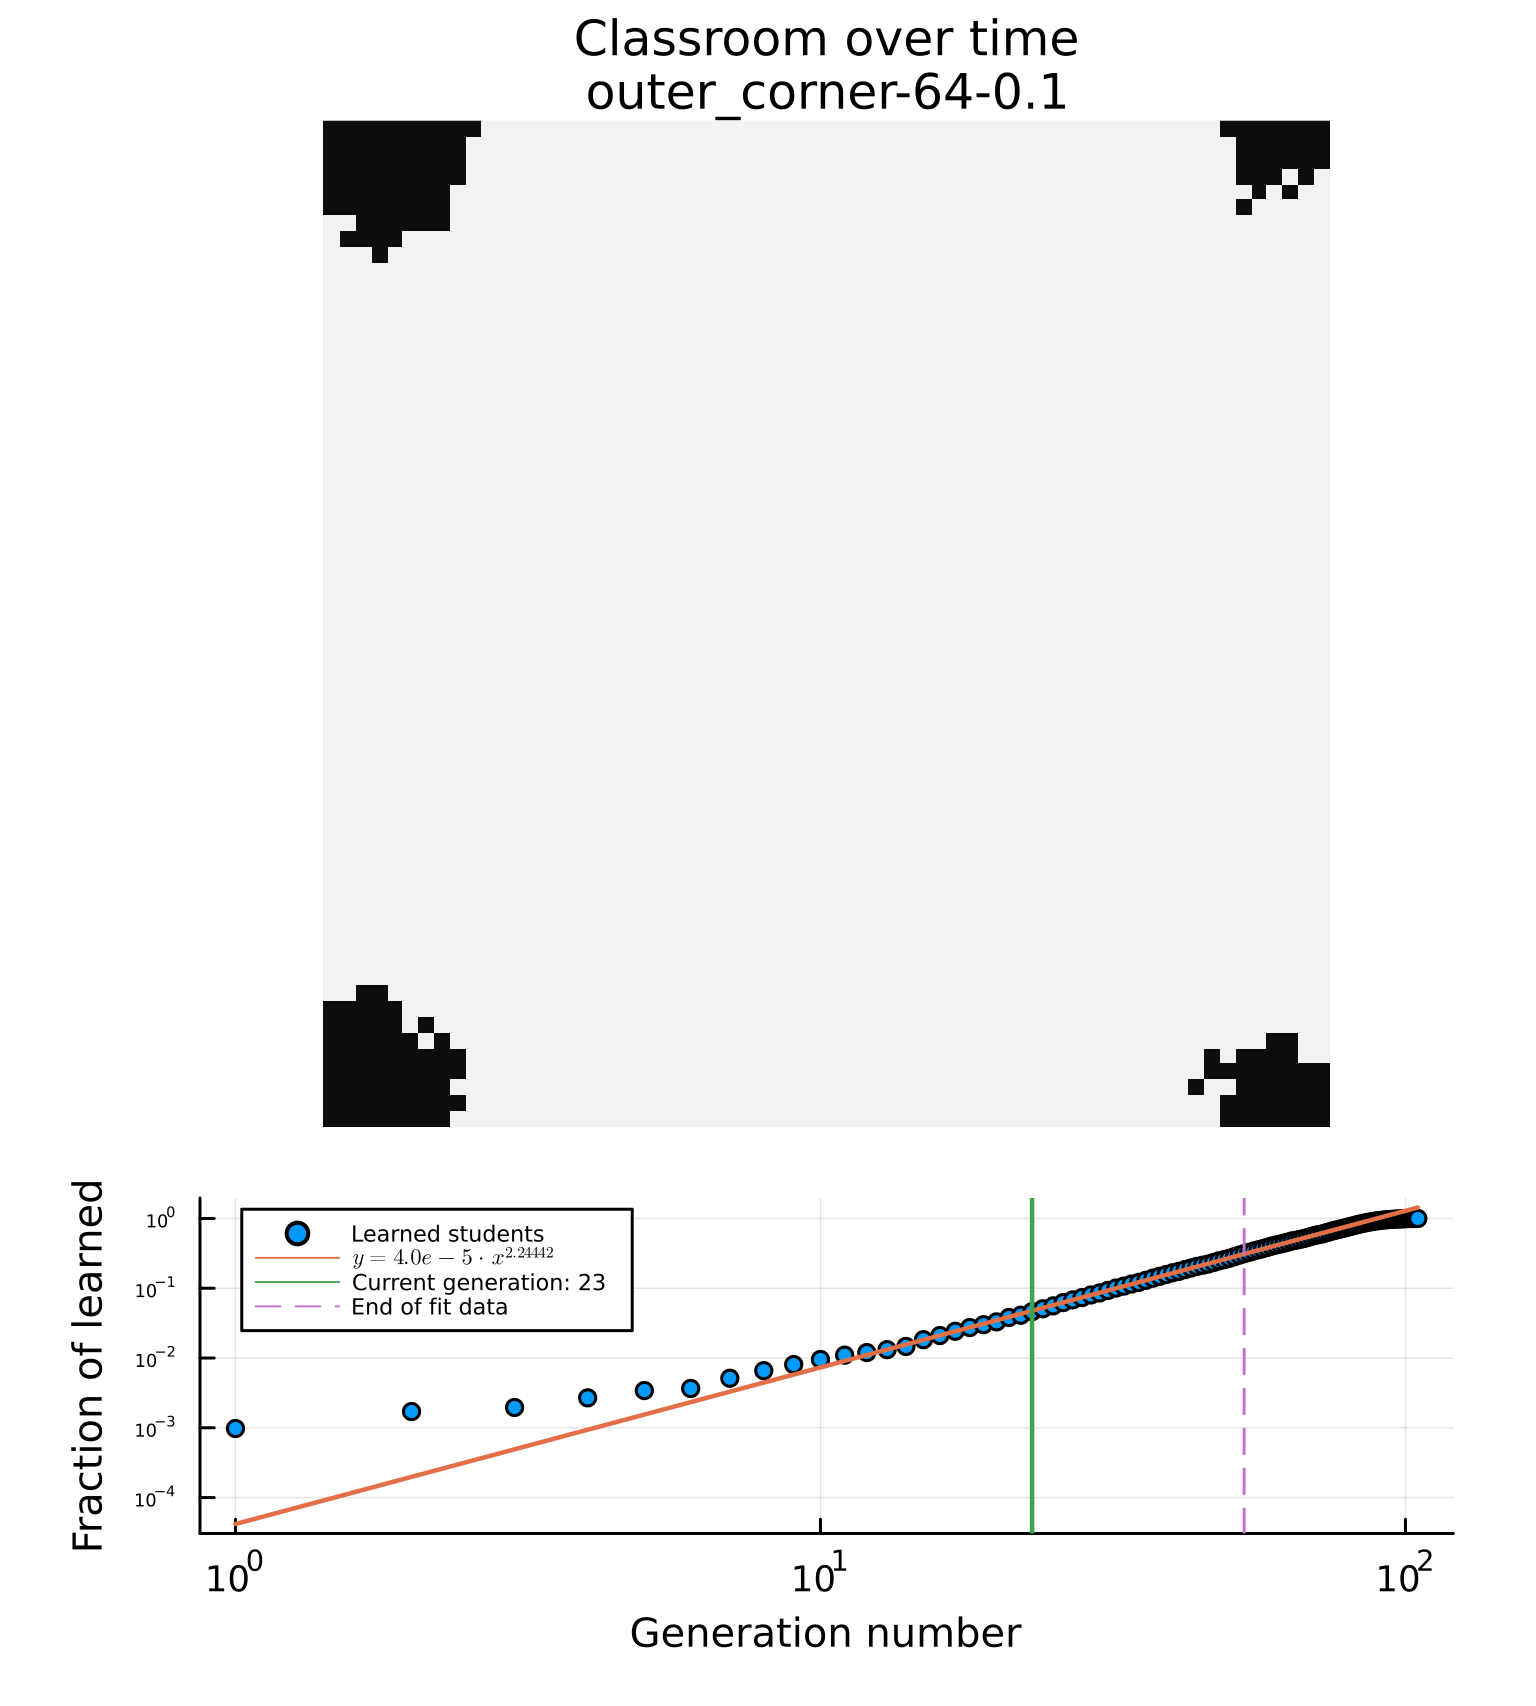 Classroom over time
outer_corner-64-0.1
Fraction of learned
10^0
10^-1
10^-2
10^-3
10^-4
Learned students
y = 4.0e − 5 · x^2.24442
Current generation: 23
End of fit data
10^0 10^1 10^2
Generation number